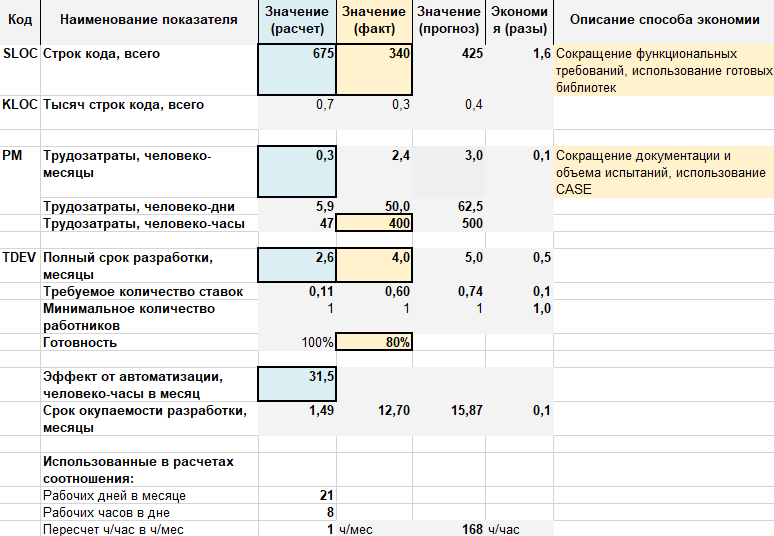 Код Наименование показателя Значение (расчет) Значение (факт) Значение (прогноз) Экономи я (разы) Описание способа экономии
SLOC Строк кода, всего 675 340 425 1,6 Сокращение функциональных
требований, использование готовых
библиотек
KLOC Тысяч строк кода, всего 0,7 0,3 0,4
PM Трудозатраты, человеко- 0,3 2,4 3,0 0,1 Сокращение документации и
месяцы объема испытаний, использование
CASE
Трудозатраты, человеко-дни 5,9 50,0 62,5
Трудозатраты, человеко-часы 47 400 500
TDEV Полный срок разработки, 2,6 4,0 5,0 0,5
месяцы
Требуемое количество ставок 0,11 0,60 0,74 0,1
Минимальное количество 1 1 1 1,0
работников
Готовность 100% 80%
Эффект от автоматизации, 31,5
человеко-часы в месяц
Срок окупаемости разработки, 1,49 12,70 15,87 0,1
месяцы
Использованные в расчетах
соотношения:
Рабочих дней в месяце 21
Рабочих часов в дне 8
Пересчет ч/час в ч/мес 1 ч/мес 168 ч/час